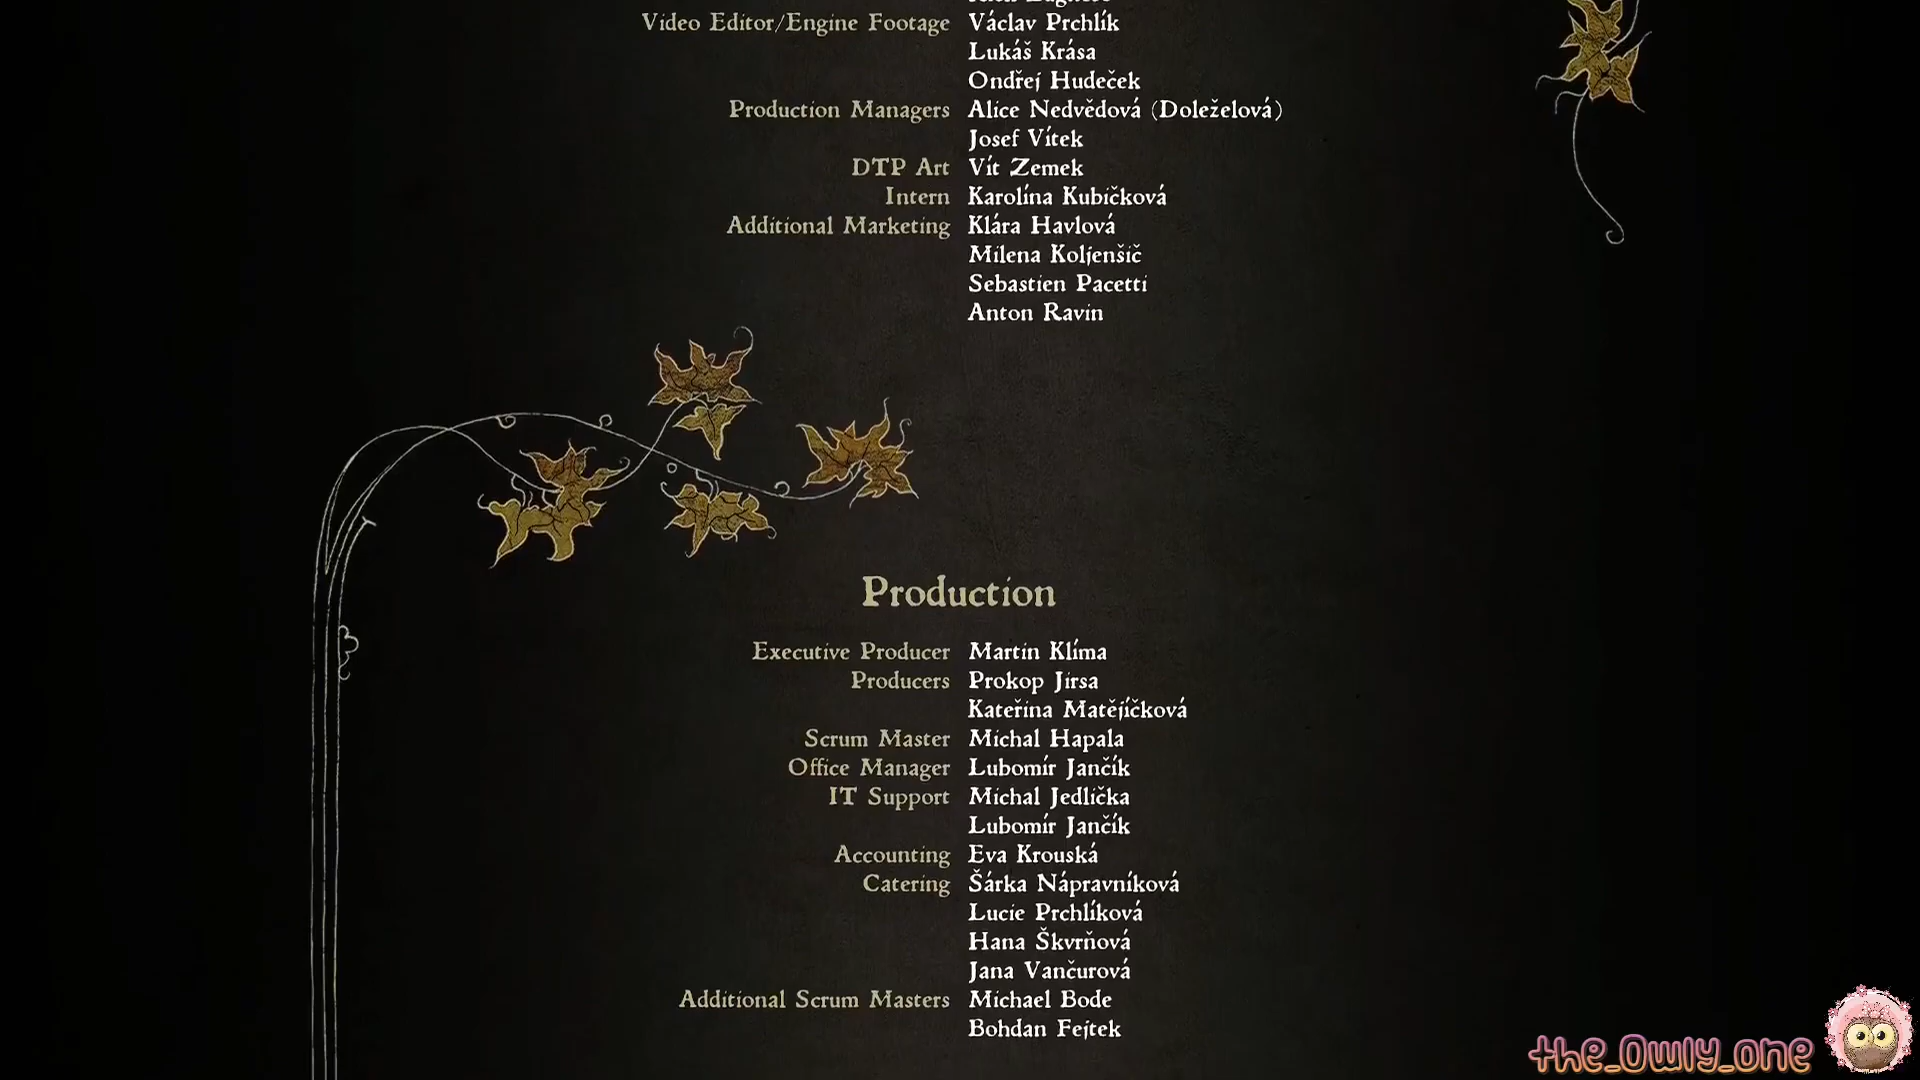 Video Editor/Engine Footage Václav Prchlík
Lukáš Krása
Ondřej Hudeček
Production Managers Alice Nedvědová (Doleželová)
Josef Vítek
DTP Art Vít Zemek
Intern Karolína Kubíčková
Additional Marketing Klára Havlová
Milena Koljenšič
Sebastien Pacetti
Anton Ravin
Production
Executive Producer Martin Klíma
Producers Prokop Jirsa
Kateřina Matějíčková
Scrum Master Michal Hapala
Office Manager Lubomír Jančík
IT Support Michal Jedlička
Lubomír Jančík
Accounting Eva Krouská
Catering Šárka Nápravníková
Lucie Prchlíková
Hana Škvrňová
Jana Vančurová
Additional Scrum Masters Michael Bode
Bohdan Fejtek
the_Owly_one